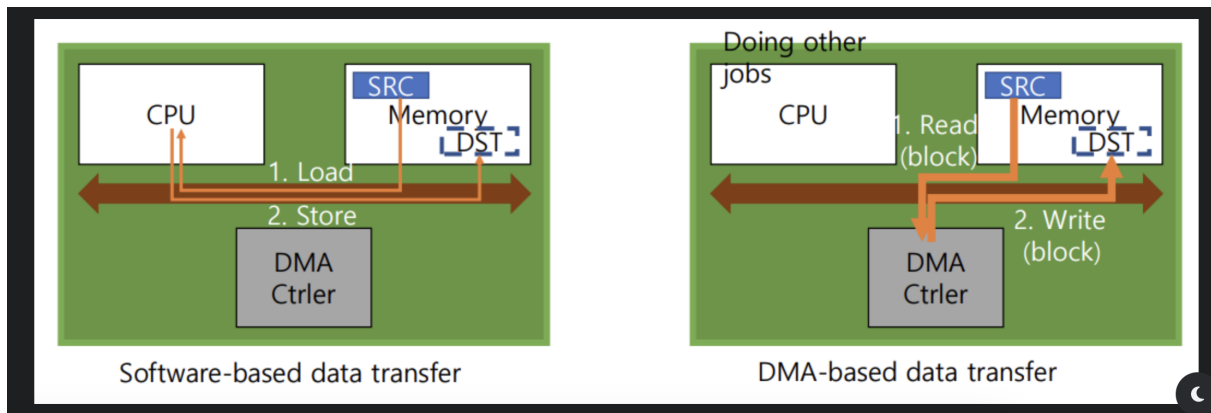 CPU
SRC
Memory
DST
1. Load
2. Store
DMA
Ctrler
Software-based data transfer
Doing other
jobs
CPU
SRC
Memory
DST
1. Read
(block)
2. Write
(block)
DMA
Ctrler
DMA-based data transfer